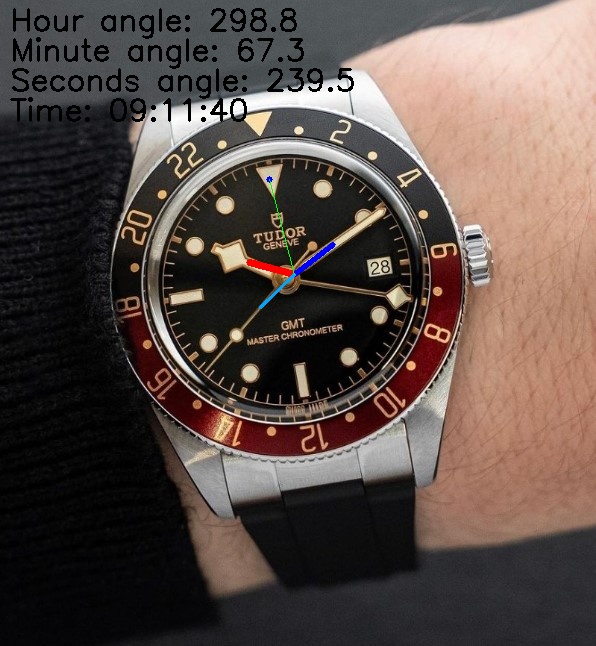 Hour angle: 298.8
Minute angle: 67.3
Seconds angle: 239.5
Time: 09:11:40
2
4
6
8
10
12
14
16
18
20
22
TUDOR
GENEVE
28
GMT
MASTER CHRONOMETER